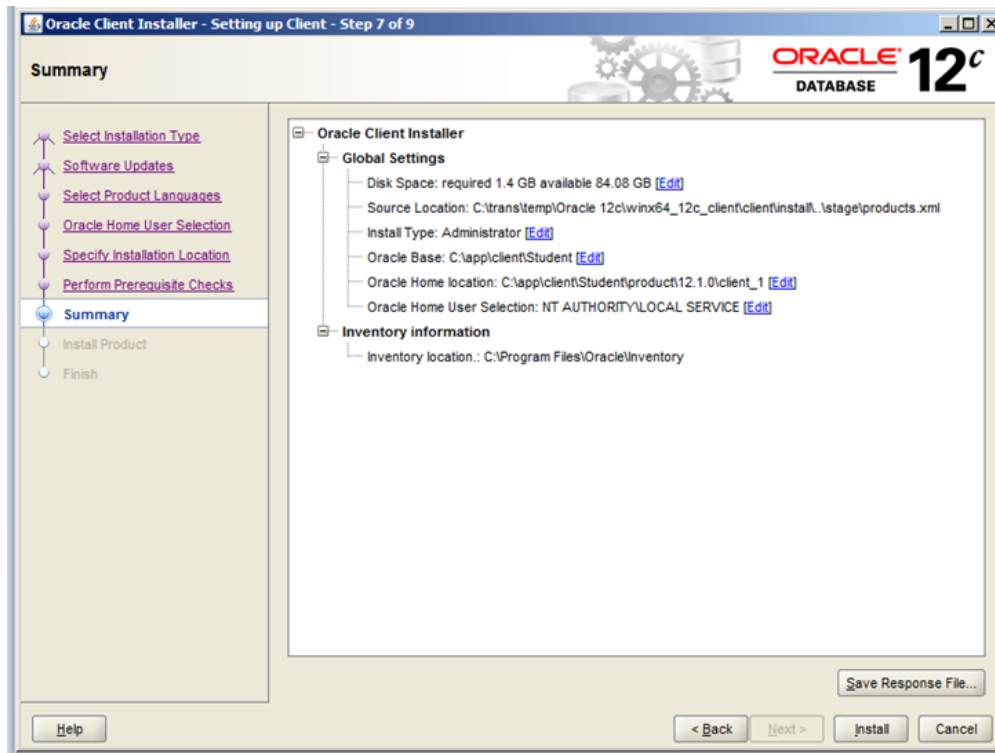 Oracle Client Installer - Setting up Client - Step 7 of 9
Summary
ORACLE
DATABASE
12c
Select Installation Type
Software Updates
Select Product Languages
Oracle Home User Selection
Specify Installation Location
Perform Prerequisite Checks
Summary
Install Product
Finish
Oracle Client Installer
Global Settings
Disk Space: required 1.4 GB available 84.08 GB [Edit]
Source Location: C:\trans\temp\Oracle 12c\winx64_12c_client\client\install\..\stage\products.xml
Install Type: Administrator [Edit]
Oracle Base: C:\app\client\Student [Edit]
Oracle Home location: C:\app\client\Student\product\12.1.0\client_1 [Edit]
Oracle Home User Selection: NT AUTHORITY\LOCAL SERVICE [Edit]
Inventory information
Inventory location.: C:\Program Files\Oracle\Inventory
Save Response File...
Help
< Back
Next >
Install
Cancel